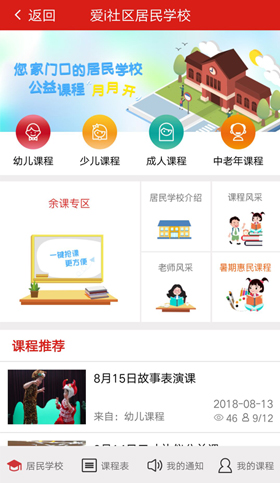 返回
爱i社区居民学校
您家门口的居民学校
公益课程 月月开
幼儿课程
少儿课程
成人课程
中老年课程
余课专区
一键抢课
更方便
居民学校介绍
课程风采
老师风采
暑期惠民课程
课程推荐
8月15日故事表演课
2018-08-13
来自：幼儿课程
46
9/12
居民学校
课程表
我的通知
我的课程